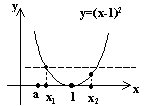 y
y=(x-1)²
a x₁ 1 x₂ x